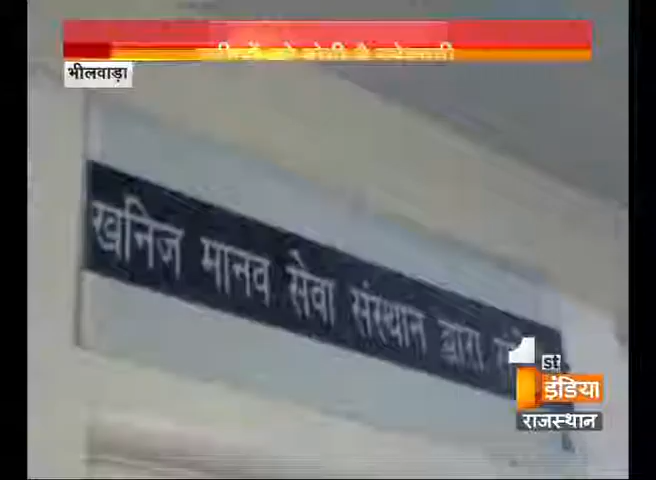 भीलवाड़ा
खनिज मानव सेवा संस्थान द्वारा
1st
इंडिया
राजस्थान